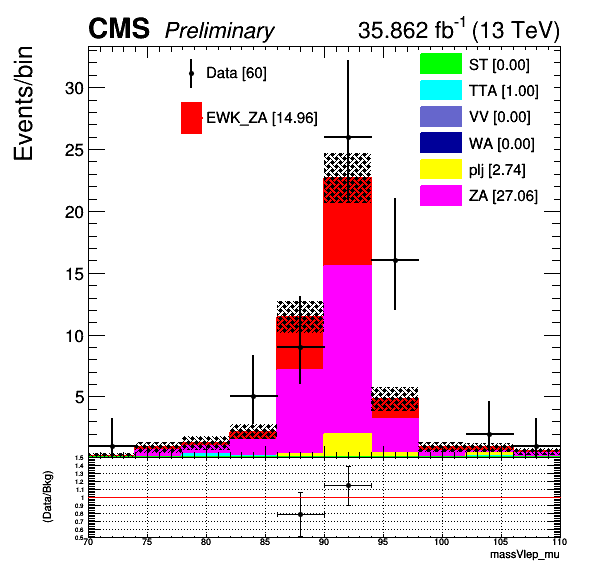 CMS Preliminary 35.862 fb⁻¹ (13 TeV)
Events/bin
Data [60]
EWK_ZA [14.96]
ST [0.00]
TTA [1.00]
VV [0.00]
WA [0.00]
plj [2.74]
ZA [27.06]
30
25
20
15
10
5
(Data/Bkg)
1.5
1.4
1.3
1.2
1.1
1
0.9
0.8
0.7
0.6
0.5
70 75 80 85 90 95 100 105 110
massVlep_mu